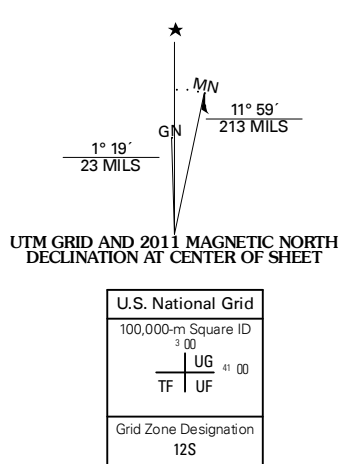 ★
MN
GN
11° 59´
213 MILS
1° 19´
23 MILS
UTM GRID AND 2011 MAGNETIC NORTH
DECLINATION AT CENTER OF SHEET
U.S. National Grid
100,000-m Square ID
3 00
UG 41 00
TF UF
Grid Zone Designation
12S